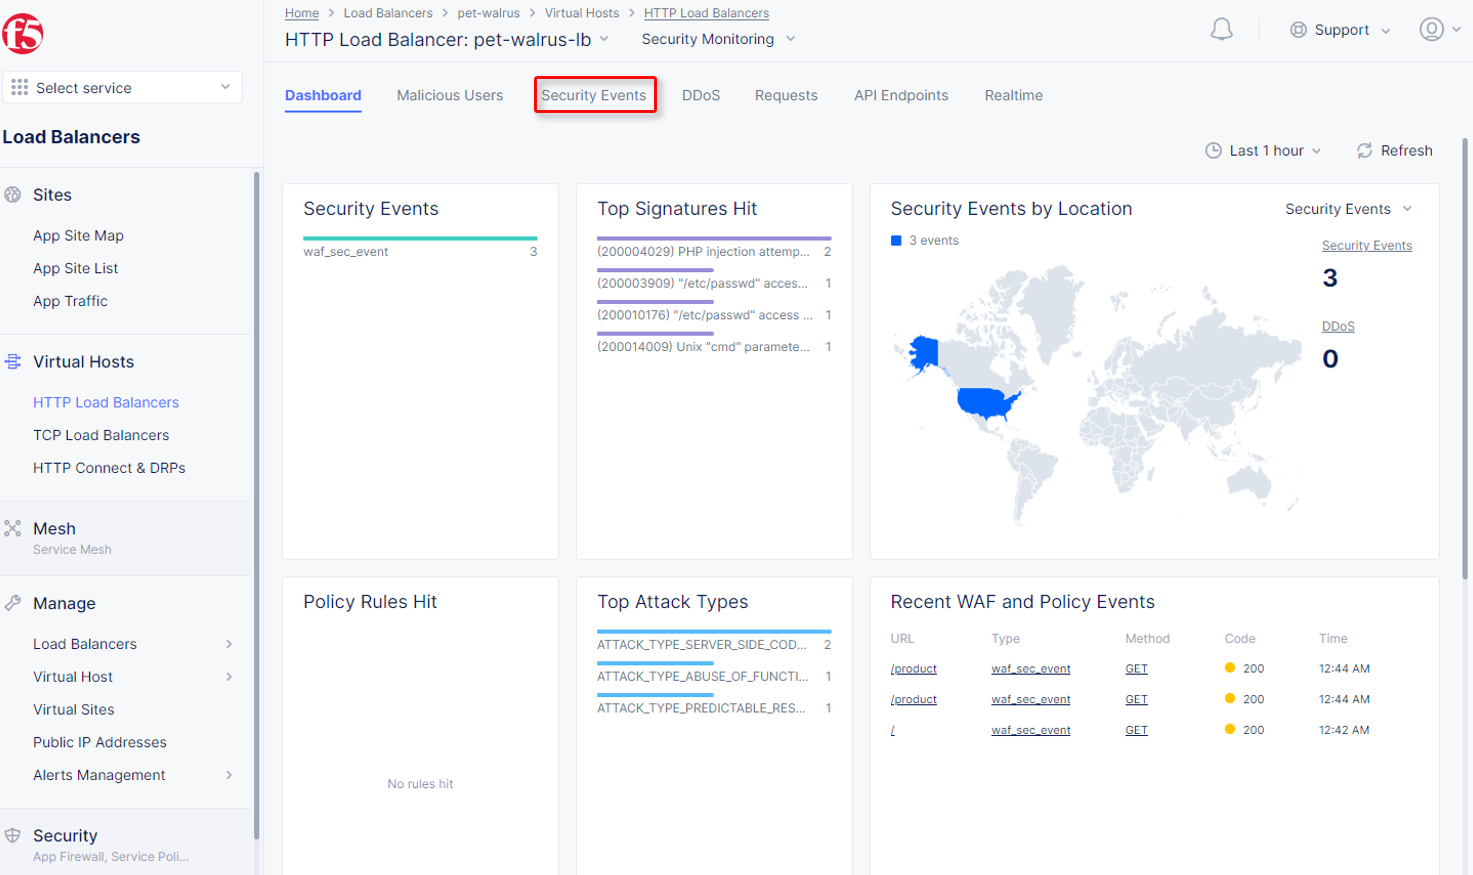 Home > Load Balancers > pet-walrus > Virtual Hosts > HTTP Load Balancers
f5
HTTP Load Balancer: pet-walrus-lb
Security Monitoring
Support
Select service
Dashboard
Malicious Users
Security Events
DDoS
Requests
API Endpoints
Realtime
Load Balancers
Last 1 hour
Refresh
Sites
App Site Map
App Site List
App Traffic
Virtual Hosts
HTTP Load Balancers
TCP Load Balancers
HTTP Connect & DRPs
Mesh
Service Mesh
Manage
Load Balancers
Virtual Host
Virtual Sites
Public IP Addresses
Alerts Management
Security
App Firewall, Service Poli...
Security Events
waf_sec_event 3
Top Signatures Hit
(200004029) PHP injection attemp... 2
(200003909) "/etc/passwd" acces... 1
(200010176) "/etc/passwd" access ... 1
(200014009) Unix "cmd" paramete... 1
Security Events by Location
Security Events
3 events
Security Events
3
DDoS
0
Policy Rules Hit
No rules hit
Top Attack Types
ATTACK_TYPE_SERVER_SIDE_COD... 2
ATTACK_TYPE_ABUSE_OF_FUNCTI... 1
ATTACK_TYPE_PREDICTABLE_RES... 1
Recent WAF and Policy Events
URL Type Method Code Time
/product waf_sec_event GET 200 12:44 AM
/product waf_sec_event GET 200 12:44 AM
/ waf_sec_event GET 200 12:42 AM